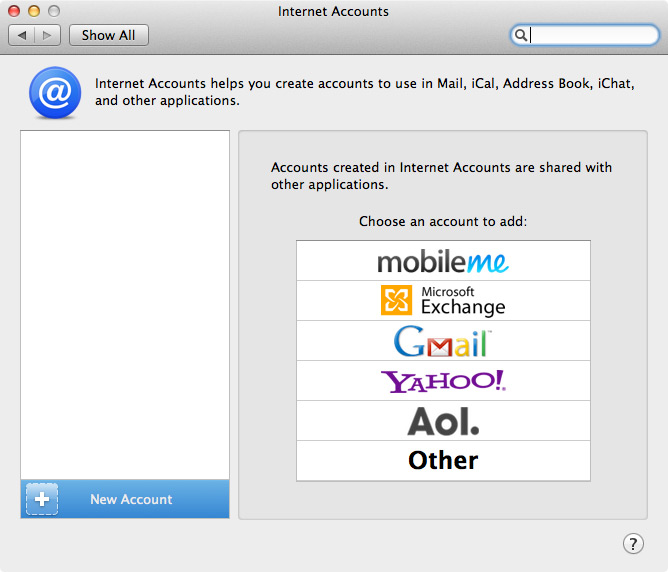 Internet Accounts
Show All
@
Internet Accounts helps you create accounts to use in Mail, iCal, Address Book, iChat,
and other applications.
Accounts created in Internet Accounts are shared with
other applications.
Choose an account to add:
mobileme
Microsoft
Exchange
Gmail™
YAHOO!®
Aol.
Other
New Account
?